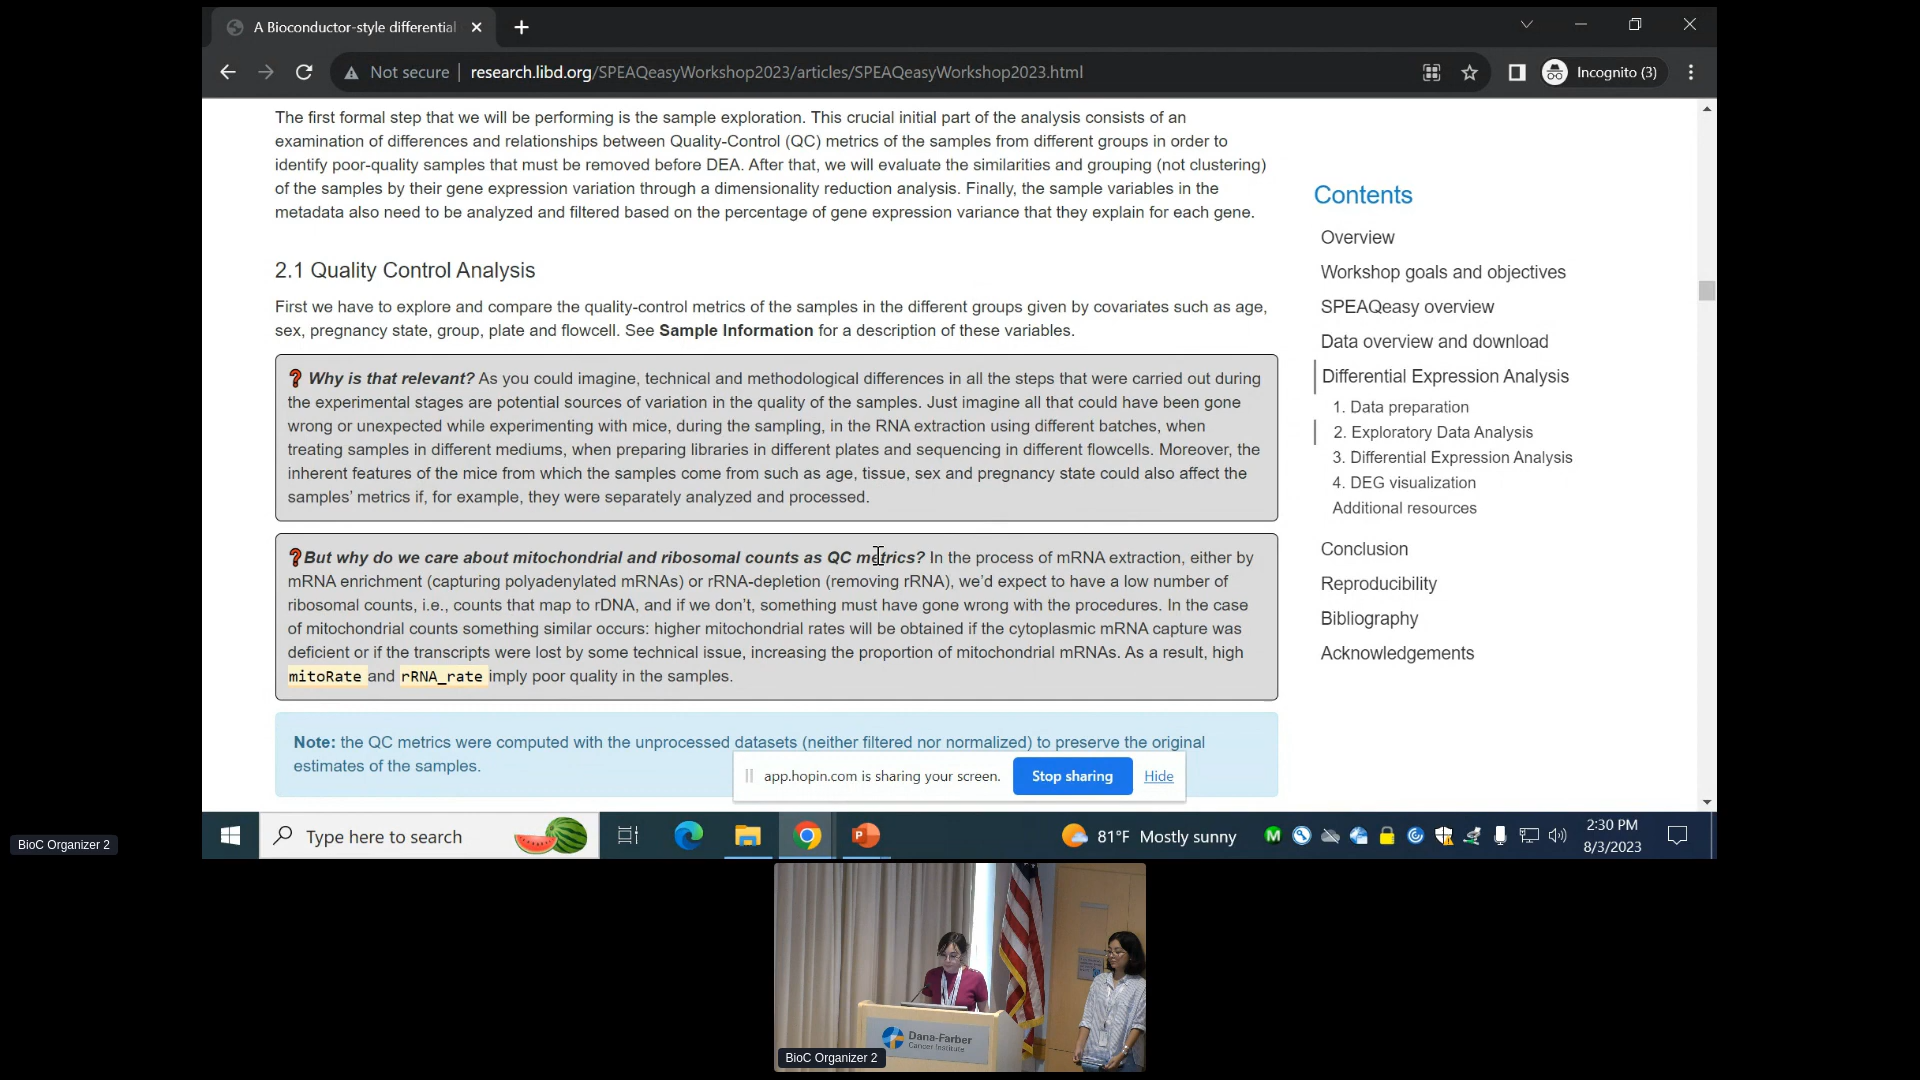 A Bioconductor-style differential
Not secure | research.libd.org/SPEAQeasyWorkshop2023/articles/SPEAQeasyWorkshop2023.html
Incognito (3)
The first formal step that we will be performing is the sample exploration. This crucial initial part of the analysis consists of an
examination of differences and relationships between Quality-Control (QC) metrics of the samples from different groups in order to
identify poor-quality samples that must be removed before DEA. After that, we will evaluate the similarities and grouping (not clustering)
of the samples by their gene expression variation through a dimensionality reduction analysis. Finally, the sample variables in the
metadata also need to be analyzed and filtered based on the percentage of gene expression variance that they explain for each gene.
2.1 Quality Control Analysis
First we have to explore and compare the quality-control metrics of the samples in the different groups given by covariates such as age,
sex, pregnancy state, group, plate and flowcell. See Sample Information for a description of these variables.
❓ Why is that relevant? As you could imagine, technical and methodological differences in all the steps that were carried out during
the experimental stages are potential sources of variation in the quality of the samples. Just imagine all that could have been gone
wrong or unexpected while experimenting with mice, during the sampling, in the RNA extraction using different batches, when
treating samples in different mediums, when preparing libraries in different plates and sequencing in different flowcells. Moreover, the
inherent features of the mice from which the samples come from such as age, tissue, sex and pregnancy state could also affect the
samples' metrics if, for example, they were separately analyzed and processed.
❓But why do we care about mitochondrial and ribosomal counts as QC metrics? In the process of mRNA extraction, either by
mRNA enrichment (capturing polyadenylated mRNAs) or rRNA-depletion (removing rRNA), we'd expect to have a low number of
ribosomal counts, i.e., counts that map to rDNA, and if we don't, something must have gone wrong with the procedures. In the case
of mitochondrial counts something similar occurs: higher mitochondrial rates will be obtained if the cytoplasmic mRNA capture was
deficient or if the transcripts were lost by some technical issue, increasing the proportion of mitochondrial mRNAs. As a result, high
mitoRate and rRNA_rate imply poor quality in the samples.
Note: the QC metrics were computed with the unprocessed datasets (neither filtered nor normalized) to preserve the original
estimates of the samples.
Contents
Overview
Workshop goals and objectives
SPEAQeasy overview
Data overview and download
Differential Expression Analysis
1. Data preparation
2. Exploratory Data Analysis
3. Differential Expression Analysis
4. DEG visualization
Additional resources
Conclusion
Reproducibility
Bibliography
Acknowledgements
app.hopin.com is sharing your screen. Stop sharing Hide
Type here to search
81°F Mostly sunny
2:30 PM
8/3/2023
BioC Organizer 2
Dana-Farber
Cancer Institute
BioC Organizer 2